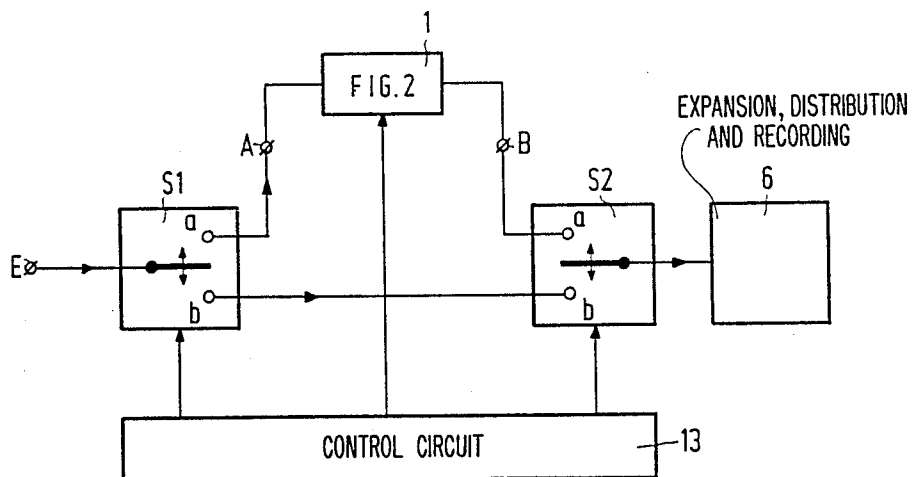 1
FIG.2
EXPANSION, DISTRIBUTION
AND RECORDING
A
B
S1
S2
6
a
a
E
b
b
CONTROL CIRCUIT
13